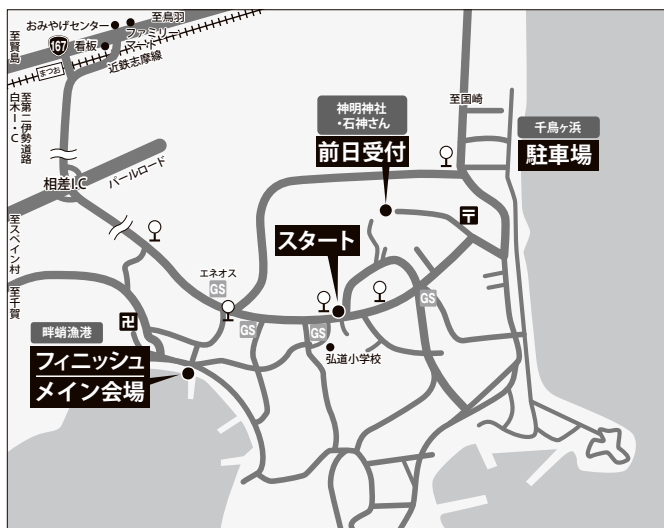 おみやげセンター
至鳥羽
ファミリー
マート
167
看板
至賢島
まつお
近鉄志摩線
至第二伊勢道路
白木I・C
パールロード
相差I.C
至スペイン村
至千賀
神明神社
・石神さん
前日受付
至国崎
千鳥ヶ浜
駐車場
〒
スタート
エネオス
GS
GS
GS
GS
卍
弘道小学校
畔蛸漁港
フィニッシュ
メイン会場